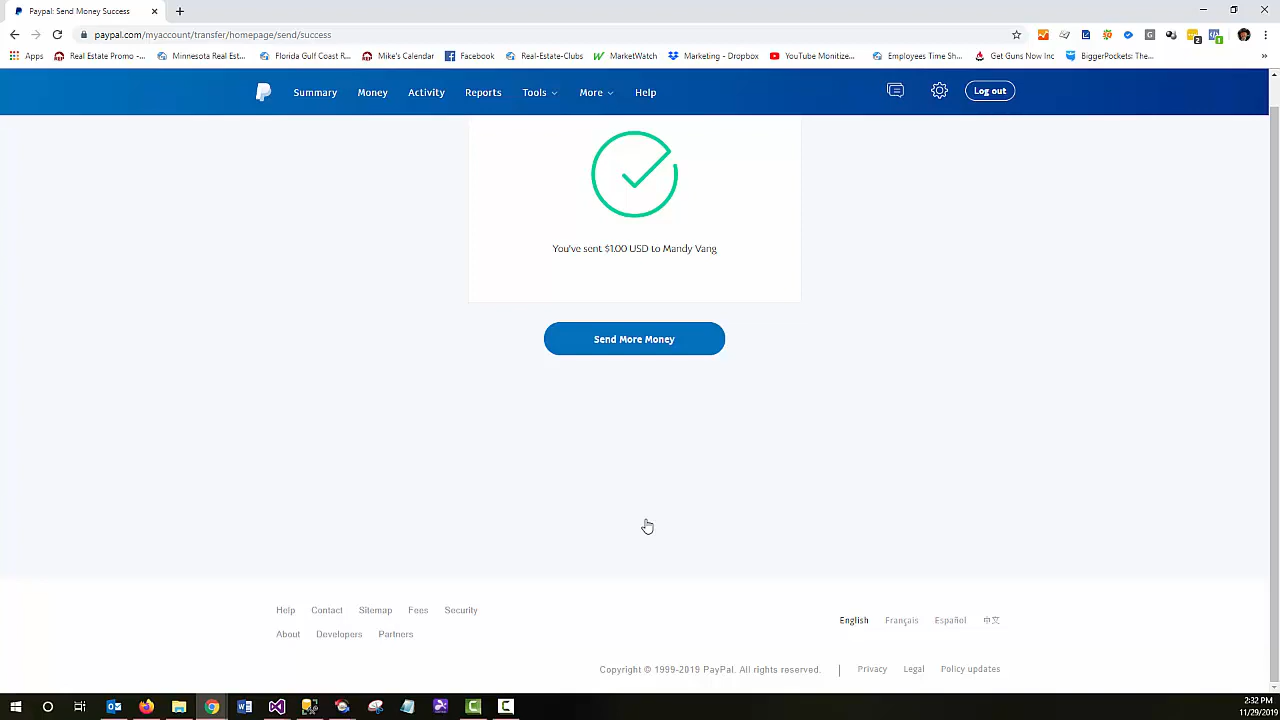 Paypal: Send Money Success
paypal.com/myaccount/transfer/homepage/send/success
Apps Real Estate Promo -... Minnesota Real Est... Florida Gulf Coast R... Mike's Calendar Facebook Real-Estate-Clubs MarketWatch Marketing - Dropbox YouTube Monitize... Employees Time Sh... Get Guns Now Inc BiggerPockets: The...
Summary Money Activity Reports Tools More Help Log out
You've sent $1.00 USD to Mandy Vang
Send More Money
Help Contact Sitemap Fees Security
English Français Español 中文
About Developers Partners
Copyright © 1999-2019 PayPal. All rights reserved. | Privacy Legal Policy updates
2:32 PM
11/29/2019